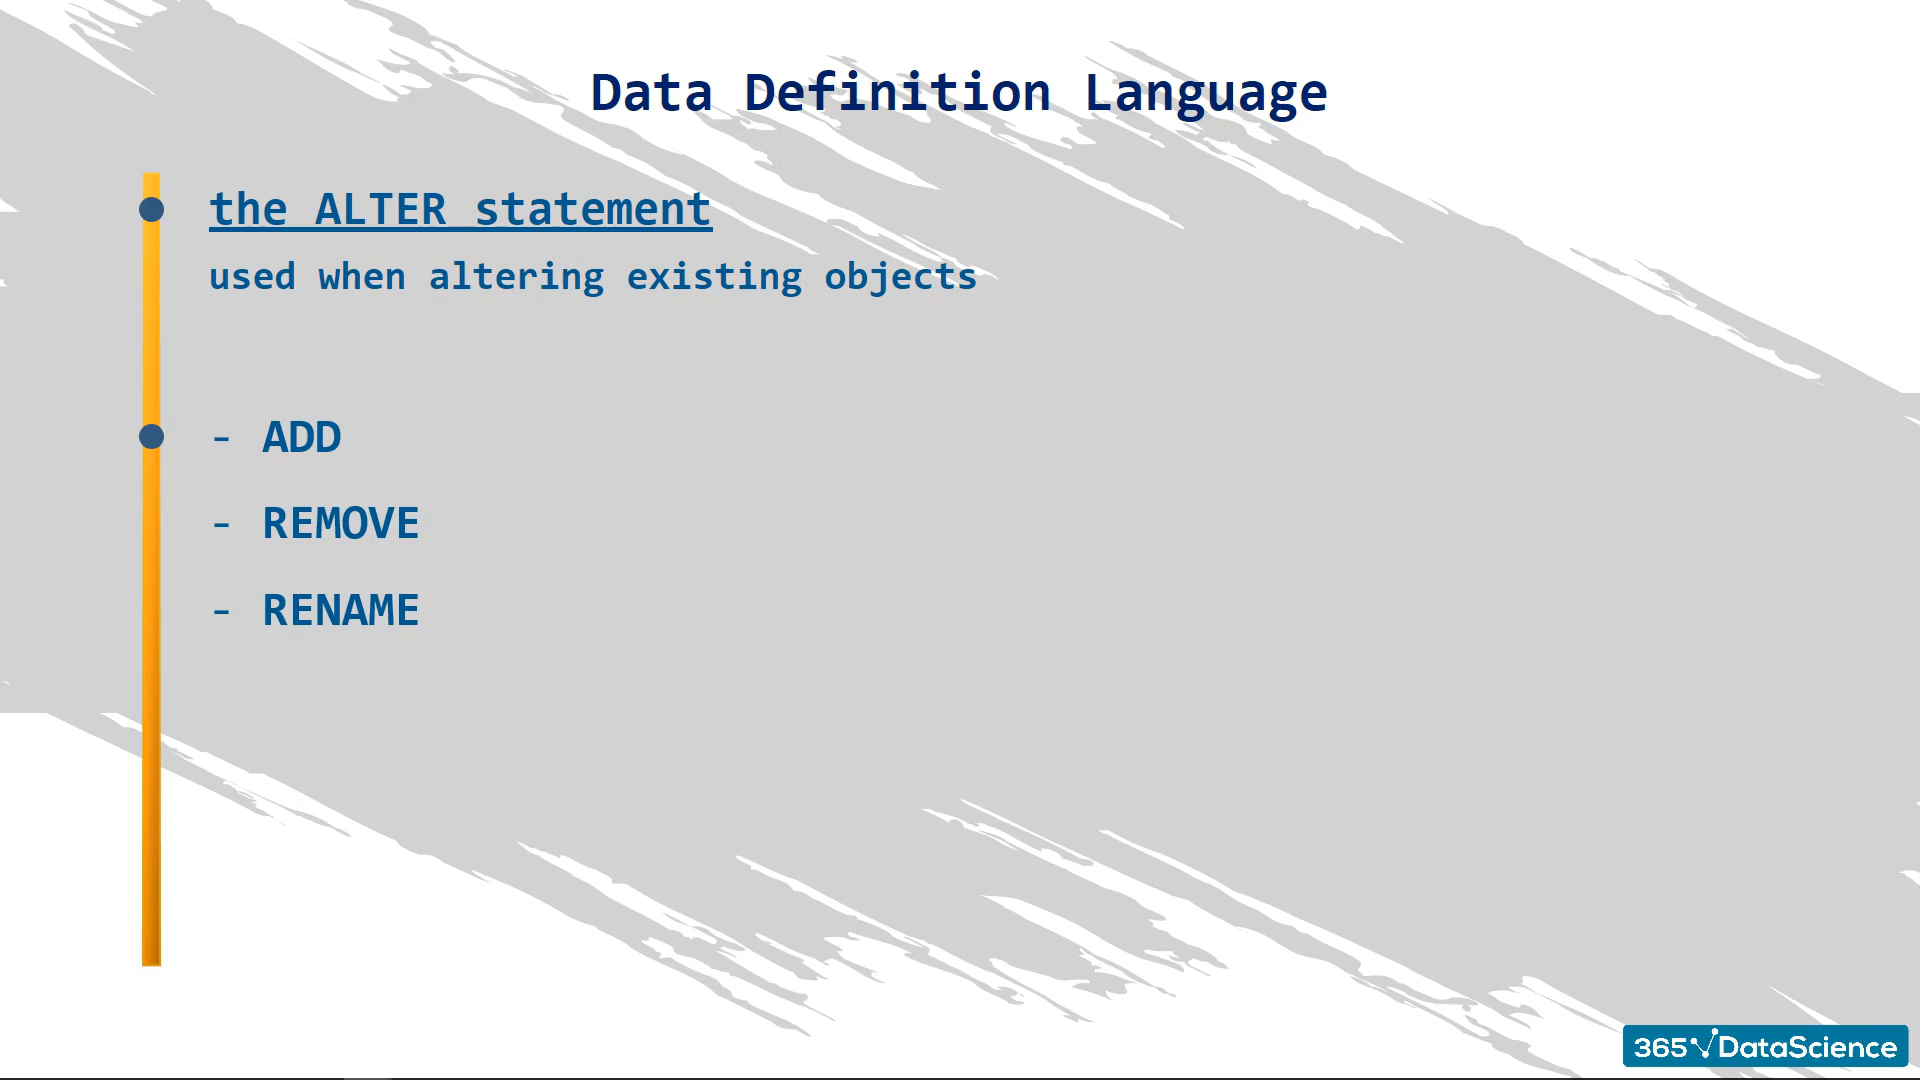 Data Definition Language
the ALTER statement
used when altering existing objects
- ADD
- REMOVE
- RENAME
365 DataScience